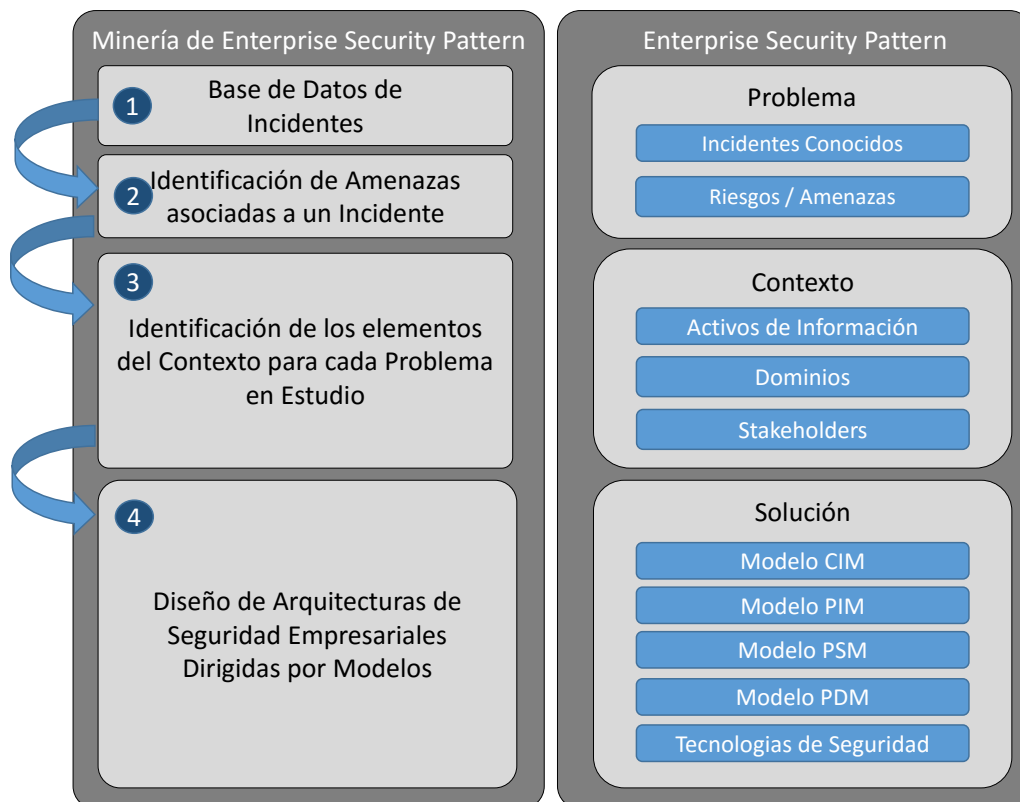 Minería de Enterprise Security Pattern
1
Base de Datos de
Incidentes
2
Identificación de Amenazas
asociadas a un Incidente
3
Identificación de los elementos
del Contexto para cada Problema
en Estudio
4
Diseño de Arquitecturas de
Seguridad Empresariales
Dirigidas por Modelos
Enterprise Security Pattern
Problema
Incidentes Conocidos
Riesgos / Amenazas
Contexto
Activos de Información
Dominios
Stakeholders
Solución
Modelo CIM
Modelo PIM
Modelo PSM
Modelo PDM
Tecnologias de Seguridad